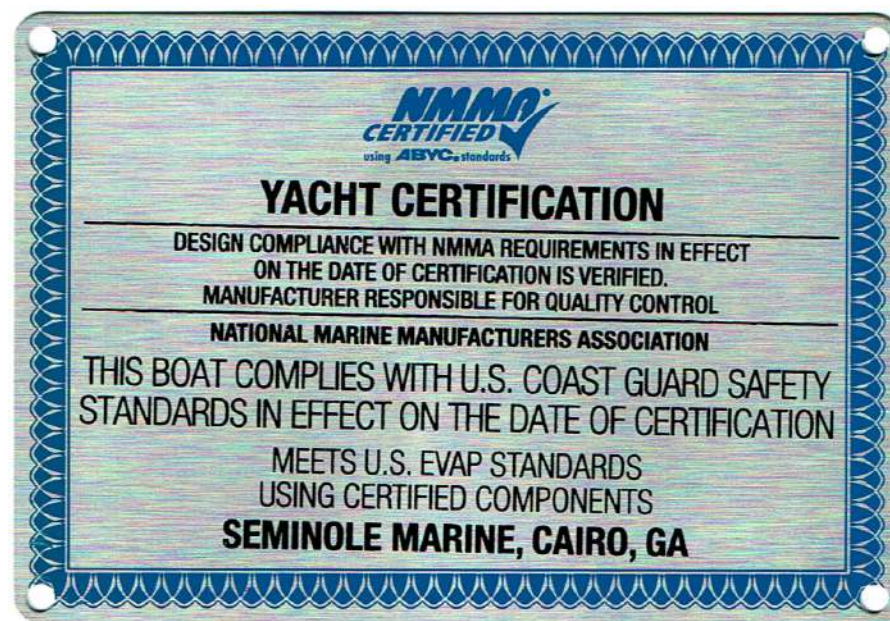 NMMA®
CERTIFIED
using ABYC® standards
YACHT CERTIFICATION
DESIGN COMPLIANCE WITH NMMA REQUIREMENTS IN EFFECT
ON THE DATE OF CERTIFICATION IS VERIFIED.
MANUFACTURER RESPONSIBLE FOR QUALITY CONTROL
NATIONAL MARINE MANUFACTURERS ASSOCIATION
THIS BOAT COMPLIES WITH U.S. COAST GUARD SAFETY
STANDARDS IN EFFECT ON THE DATE OF CERTIFICATION
MEETS U.S. EVAP STANDARDS
USING CERTIFIED COMPONENTS
SEMINOLE MARINE, CAIRO, GA